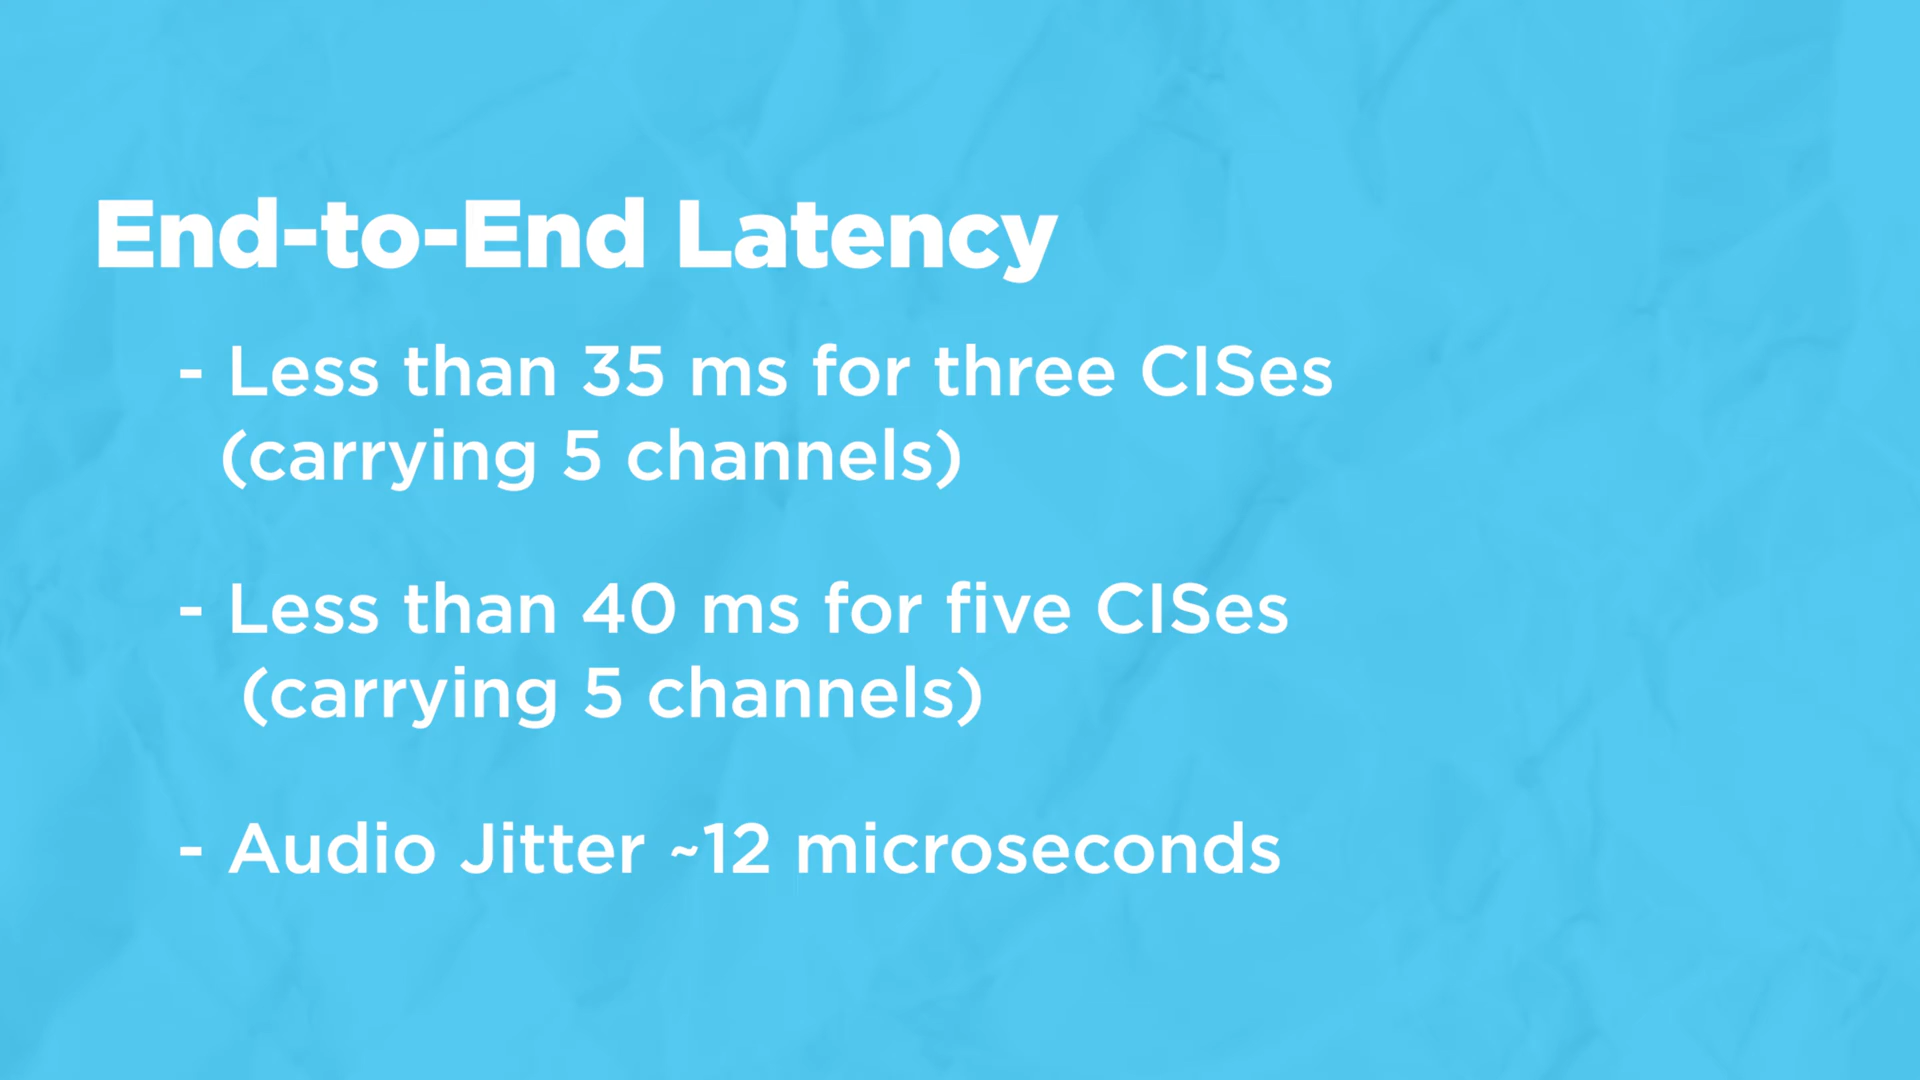 End-to-End Latency
- Less than 35 ms for three CISes
(carrying 5 channels)
- Less than 40 ms for five CISes
(carrying 5 channels)
- Audio Jitter ~12 microseconds